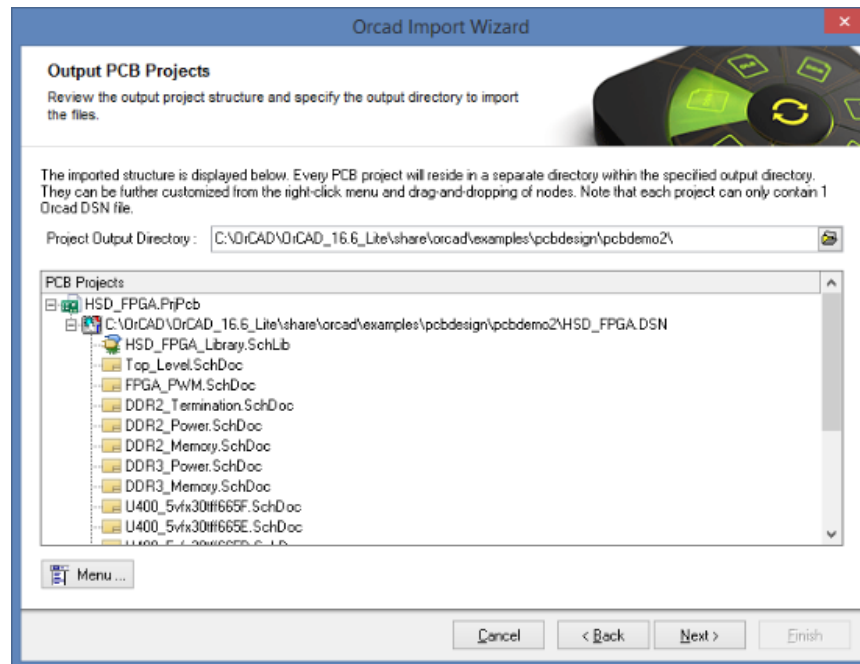 Orcad Import Wizard
Output PCB Projects
Review the output project structure and specify the output directory to import
the files.
The imported structure is displayed below. Every PCB project will reside in a separate directory within the specified output directory.
They can be further customized from the right-click menu and drag-and-dropping of nodes. Note that each project can only contain 1
Orcad DSN file.
Project Output Directory : C:\OrCAD\OrCAD_16.6_Lite\share\orcad\examples\pcbdesign\pcbdemo2\
PCB Projects
HSD_FPGA.PrjPcb
C:\OrCAD\OrCAD_16.6_Lite\share\orcad\examples\pcbdesign\pcbdemo2\HSD_FPGA.DSN
HSD_FPGA_Library.SchLib
Top_Level.SchDoc
FPGA_PWM.SchDoc
DDR2_Termination.SchDoc
DDR2_Power.SchDoc
DDR2_Memory.SchDoc
DDR3_Power.SchDoc
DDR3_Memory.SchDoc
U400_5vfx30tff665F.SchDoc
U400_5vfx30tff665E.SchDoc
Menu ...
Cancel < Back Next > Finish